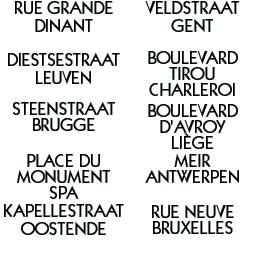 RUE GRANDE
DINANT
VELDSTRAAT
GENT
DIESTSESTRAAT
LEUVEN
BOULEVARD
TIROU
CHARLEROI
STEENSTRAAT
BRUGGE
BOULEVARD
D'AVROY
LIÈGE
PLACE DU
MONUMENT
SPA
MEIR
ANTWERPEN
KAPELLESTRAAT
OOSTENDE
RUE NEUVE
BRUXELLES